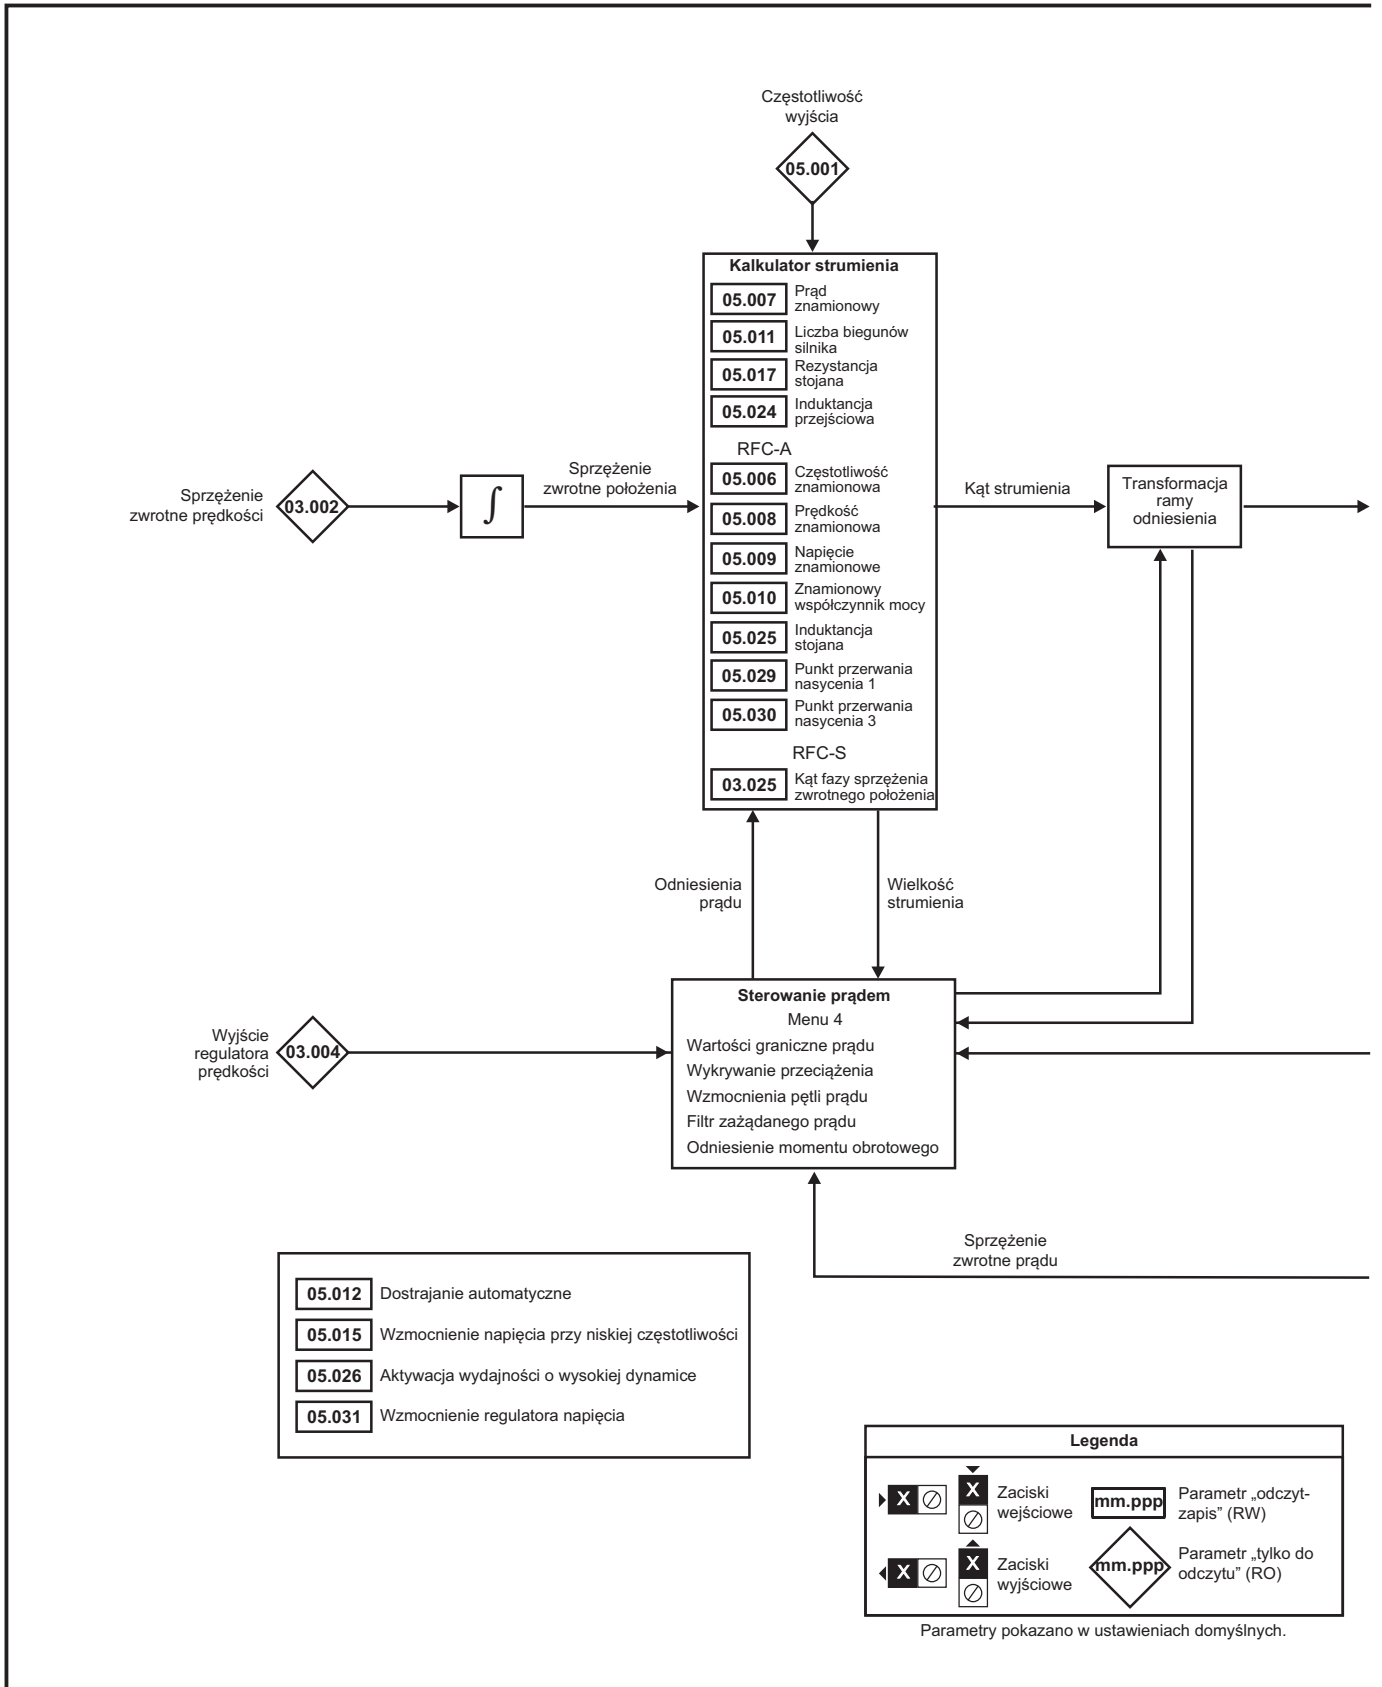 Częstotliwość
wyjścia
05.001
Kalkulator strumienia
05.007 Prąd
znamionowy
05.011 Liczba biegunów
silnika
05.017 Rezystancja
stojana
05.024 Induktancja
przejściowa
RFC-A
05.006 Częstotliwość
znamionowa
05.008 Prędkość
znamionowa
05.009 Napięcie
znamionowe
05.010 Znamionowy
współczynnik mocy
05.025 Induktancja
stojana
05.029 Punkt przerwania
nasycenia 1
05.030 Punkt przerwania
nasycenia 3
RFC-S
03.025 Kąt fazy sprzężenia
zwrotnego położenia
Sprzężenie
zwrotne prędkości
03.002
∫
Sprzężenie
zwrotne położenia
Kąt strumienia
Transformacja
ramy
odniesienia
Odniesienia
prądu
Wielkość
strumienia
Wyjście
regulatora
prędkości
03.004
Sterowanie prądem
Menu 4
Wartości graniczne prądu
Wykrywanie przeciążenia
Wzmocnienia pętli prądu
Filtr zażądanego prądu
Odniesienie momentu obrotowego
Sprzężenie
zwrotne prądu
05.012 Dostrajanie automatyczne
05.015 Wzmocnienie napięcia przy niskiej częstotliwości
05.026 Aktywacja wydajności o wysokiej dynamice
05.031 Wzmocnienie regulatora napięcia
Legenda
X X Zaciski
wejściowe
mm.ppp Parametr „odczyt-
zapis” (RW)
X X Zaciski
wyjściowe
mm.ppp Parametr „tylko do
odczytu” (RO)
Parametry pokazano w ustawieniach domyślnych.